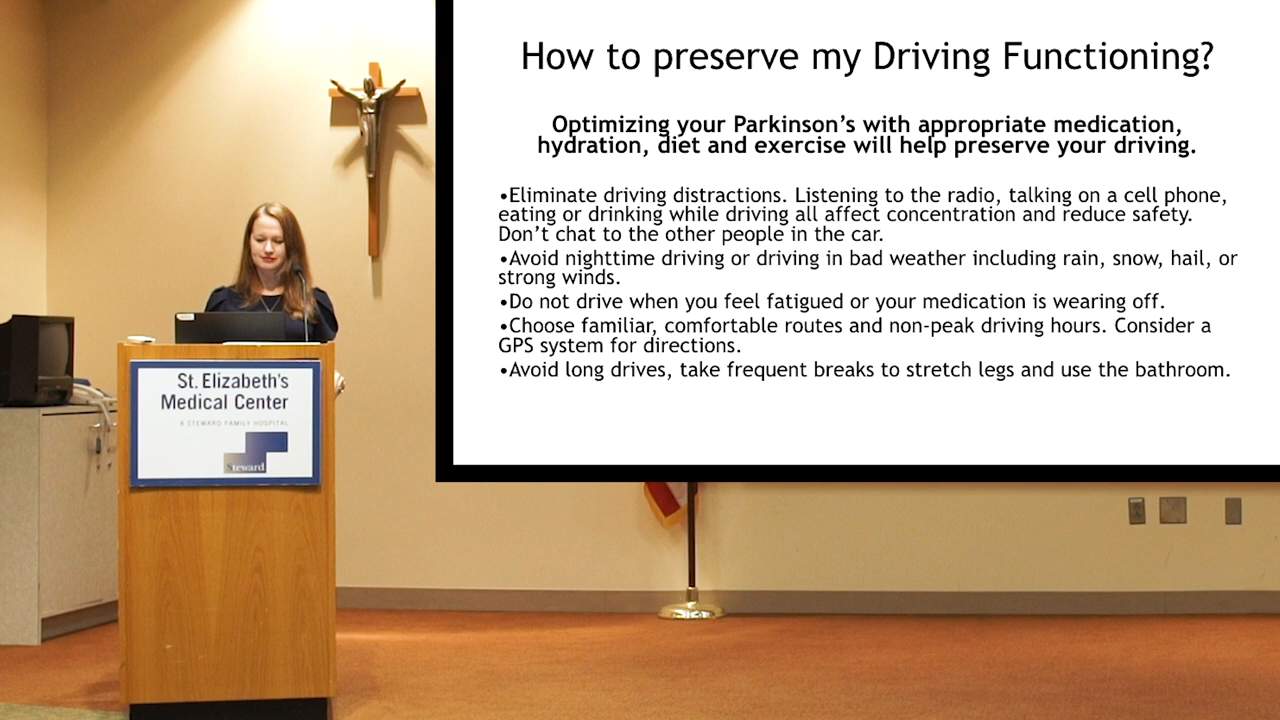 How to preserve my Driving Functioning?
Optimizing your Parkinson's with appropriate medication,
hydration, diet and exercise will help preserve your driving.
•Eliminate driving distractions. Listening to the radio, talking on a cell phone,
eating or drinking while driving all affect concentration and reduce safety.
Don't chat to the other people in the car.
•Avoid nighttime driving or driving in bad weather including rain, snow, hail, or
strong winds.
•Do not drive when you feel fatigued or your medication is wearing off.
•Choose familiar, comfortable routes and non-peak driving hours. Consider a
GPS system for directions.
•Avoid long drives, take frequent breaks to stretch legs and use the bathroom.
St. Elizabeth's
Medical Center
A STEWARD FAMILY HOSPITAL
Steward